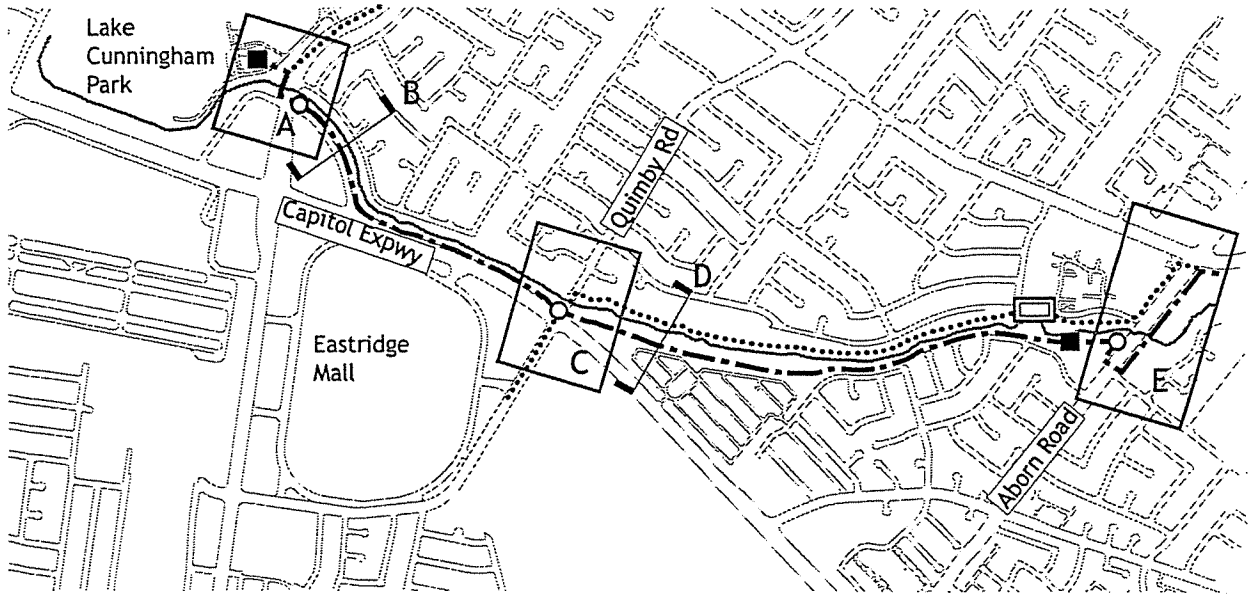 Lake
Cunningham
Park
A
B
Quimby Rd
Capitol Expwy
D
Eastridge
Mall
C
E
Aborn Road